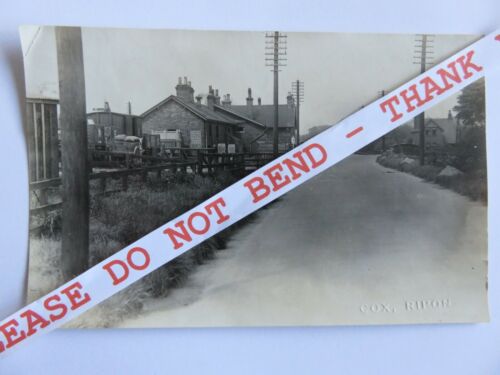 PLEASE DO NOT BEND - THANK
COX, RIPON